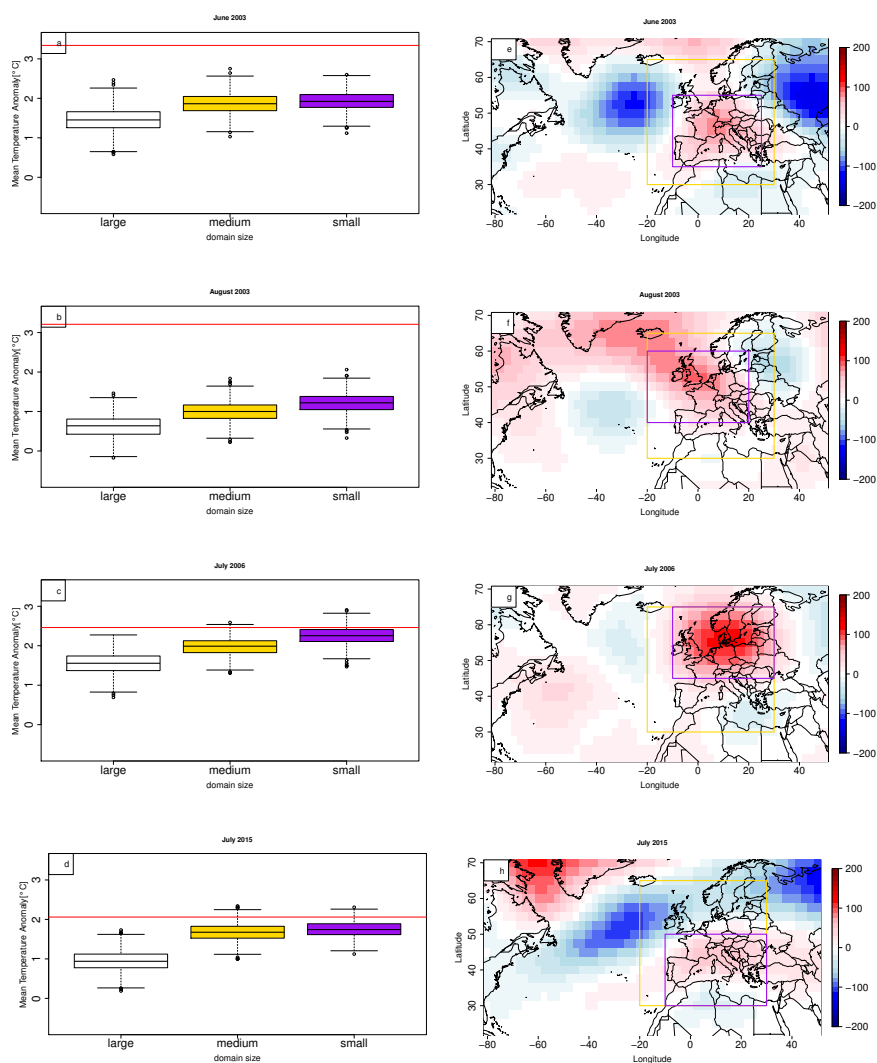 June 2003
a
Mean Temperature Anomaly[°C]
0 1 2 3
large medium small
domain size
June 2003
e
Latitude
30 40 50 60 70
−80 −60 −40 −20 0 20 40
Longitude
200
100
0
−100
−200
August 2003
b
Mean Temperature Anomaly[°C]
0 1 2 3
large medium small
domain size
August 2003
f
Latitude
30 40 50 60 70
−80 −60 −40 −20 0 20 40
Longitude
200
100
0
−100
−200
July 2006
c
Mean Temperature Anomaly[°C]
0 1 2 3
large medium small
domain size
July 2006
g
Latitude
30 40 50 60 70
−80 −60 −40 −20 0 20 40
Longitude
200
100
0
−100
−200
July 2015
d
Mean Temperature Anomaly[°C]
0 1 2 3
large medium small
domain size
July 2015
h
Latitude
30 40 50 60 70
−80 −60 −40 −20 0 20 40
Longitude
200
100
0
−100
−200